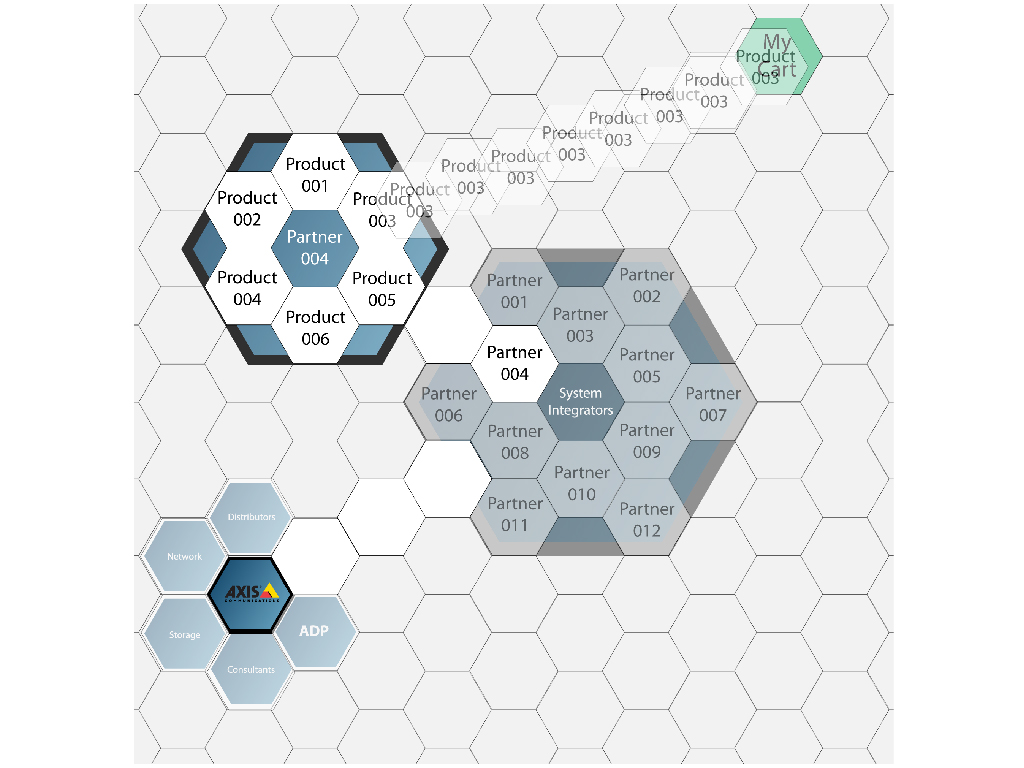 My
Cart
Product
003
Product
003
Product
003
Product
003
Product
003
Product
003
Product
003
Product
003
Product
001
Product
002
Product
003
Partner
004
Product
004
Product
005
Product
006
Partner
001
Partner
002
Partner
003
Partner
004
Partner
005
System
Integrators
Partner
006
Partner
007
Partner
008
Partner
009
Partner
010
Partner
011
Partner
012
Distributors
Network
AXIS
COMMUNICATIONS
Storage
ADP
Consultants